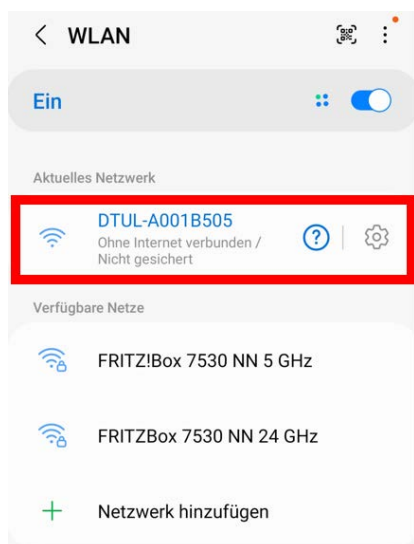 WLAN
Ein
Aktuelles Netzwerk
DTUL-A001B505
Ohne Internet verbunden /
Nicht gesichert
Verfügbare Netze
FRITZ!Box 7530 NN 5 GHz
FRITZBox 7530 NN 24 GHz
Netzwerk hinzufügen